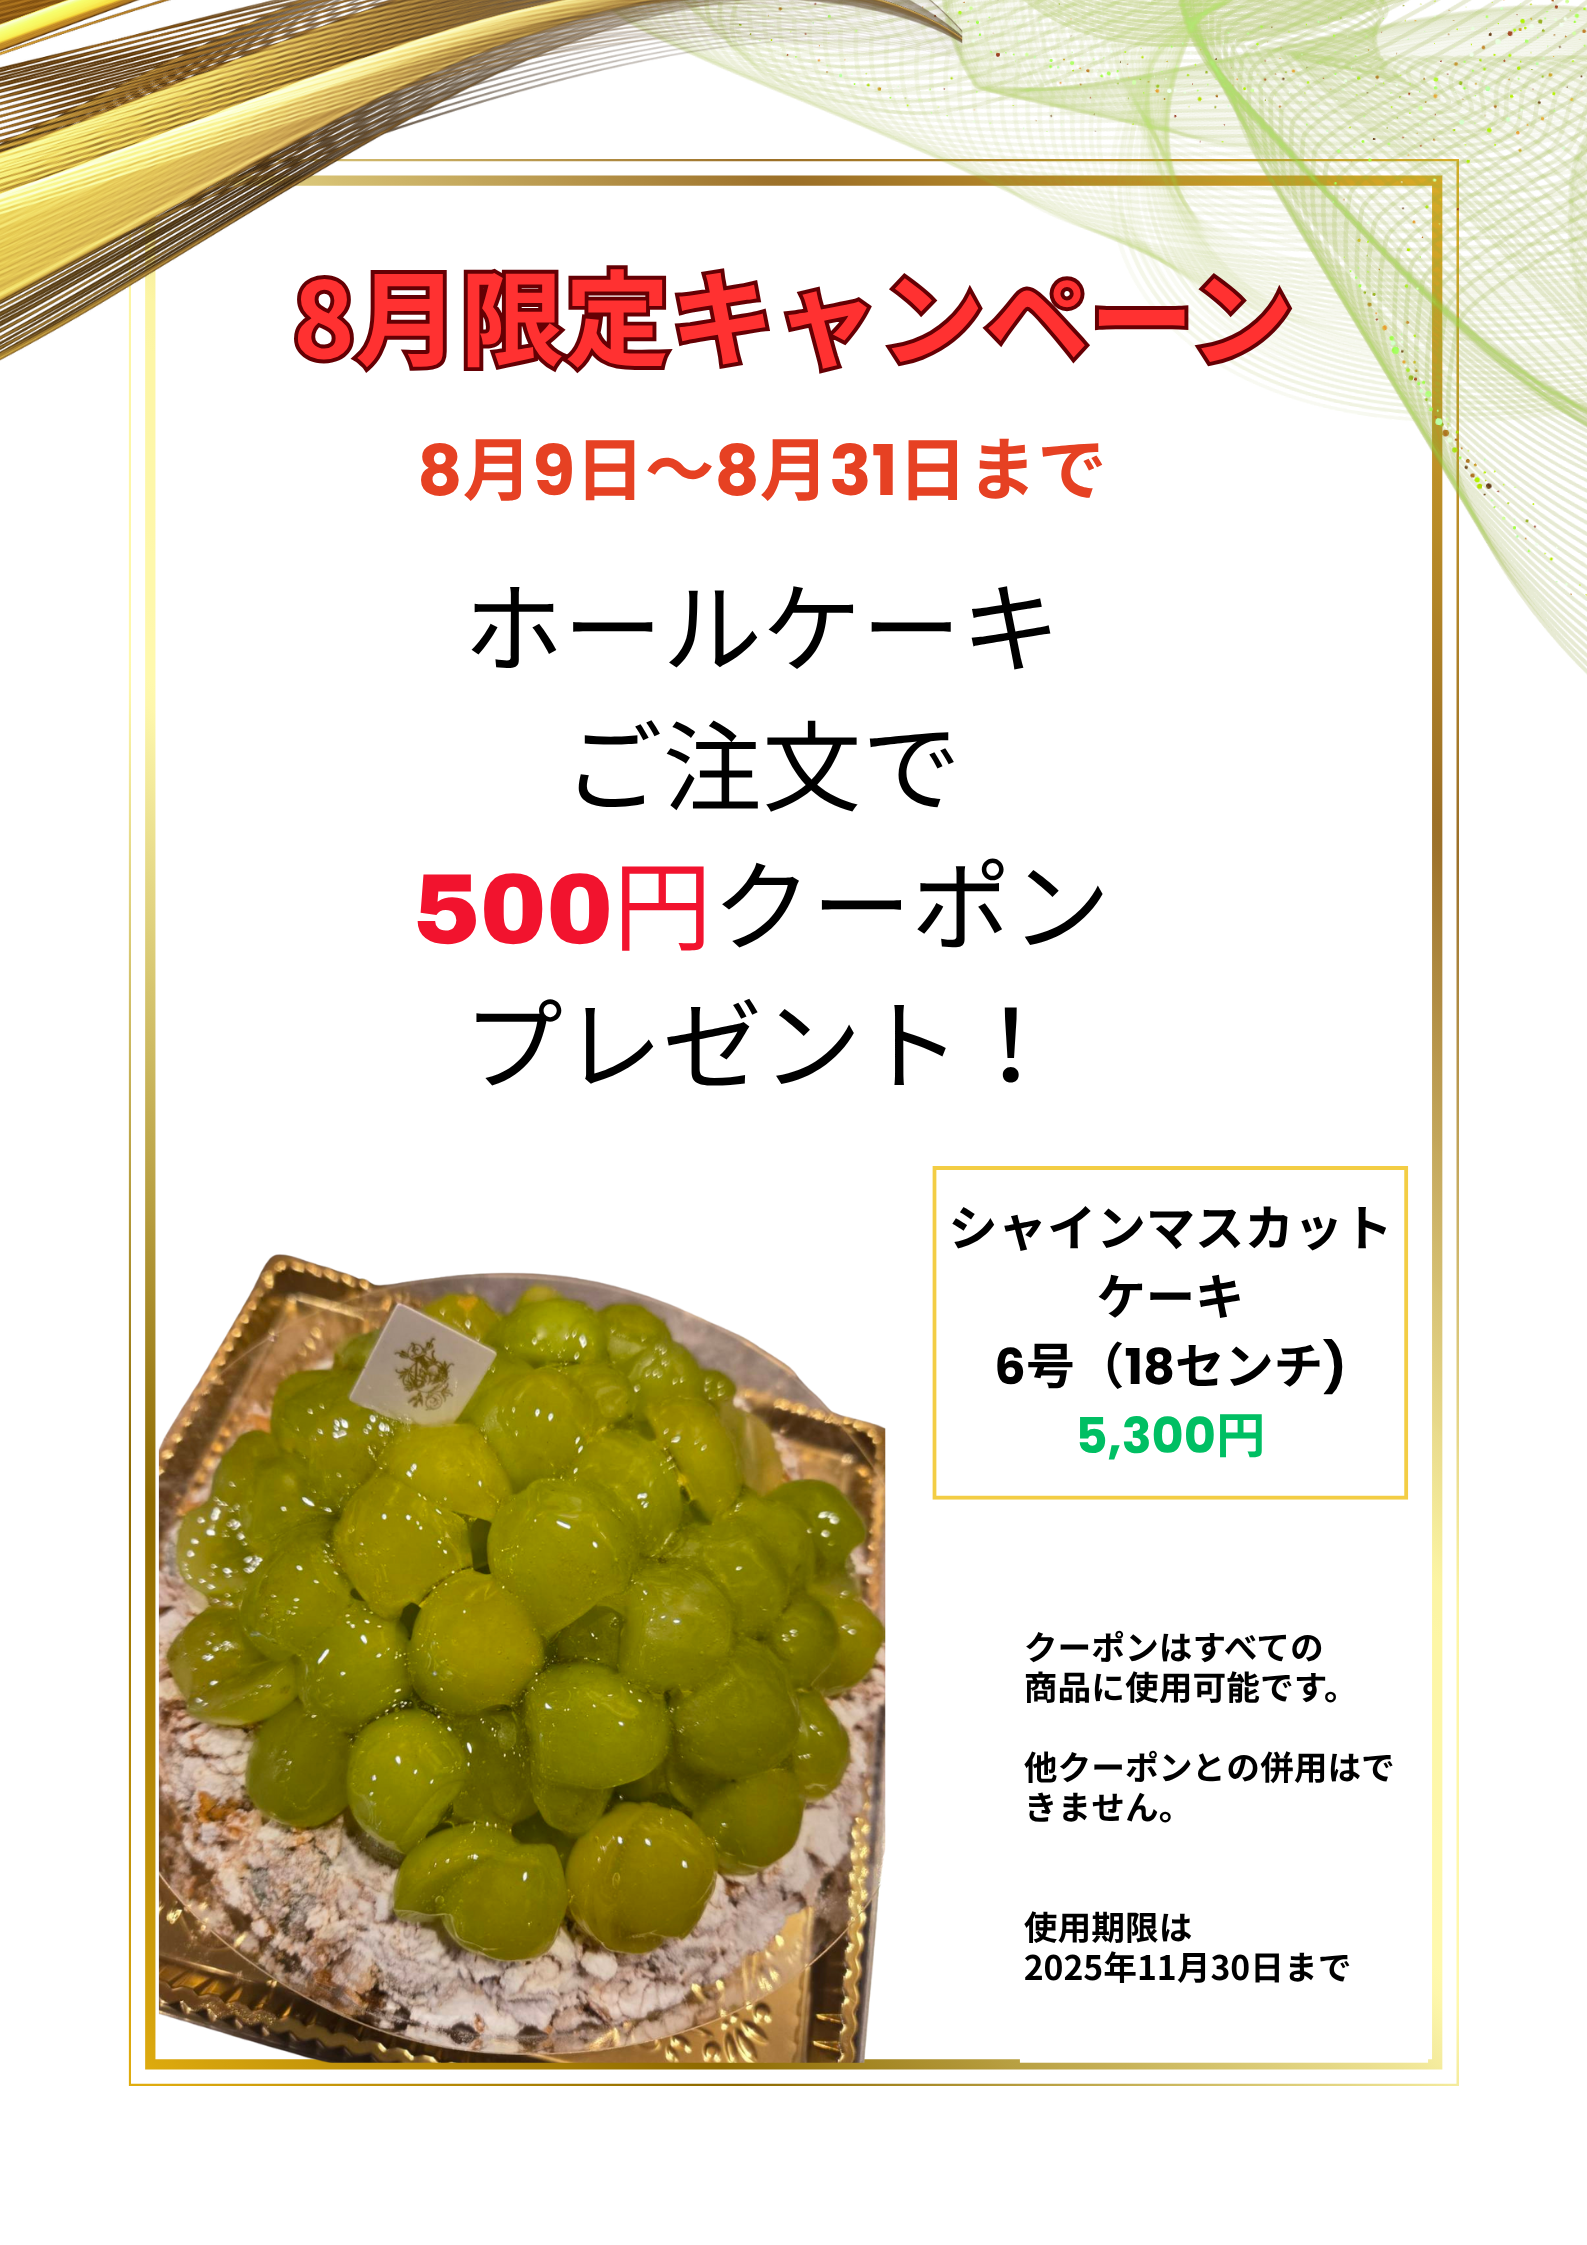 8月限定キャンペーン
8月9日〜8月31日まで
ホールケーキ
ご注文で
500円クーポン
プレゼント！
シャインマスカット
ケーキ
6号（18センチ)
5,300円
クーポンはすべての
商品に使用可能です。
他クーポンとの併用はで
きません。
使用期限は
2025年11月30日まで